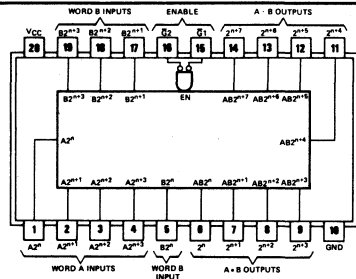 WORD B INPUTS ENABLE A · B OUTPUTS
VCC B2n+3 B2n+2 B2n+1 G̅2 G̅1 2n+7 2n+6 2n+5 2n+4
20 19 18 17 16 15 14 13 12 11
EN
B2n+3 B2n+2 B2n+1 AB2n+7 AB2n+6 AB2n+5
A2n AB2n+4
A2n+1 A2n+2 A2n+3 B2n AB2n AB2n+1 AB2n+2 AB2n+3
1 2 3 4 5 6 7 8 9 10
A2n A2n+1 A2n+2 A2n+3 B2n 2n 2n+1 2n+2 2n+3 GND
WORD A INPUTS WORD B INPUT A • B OUTPUTS